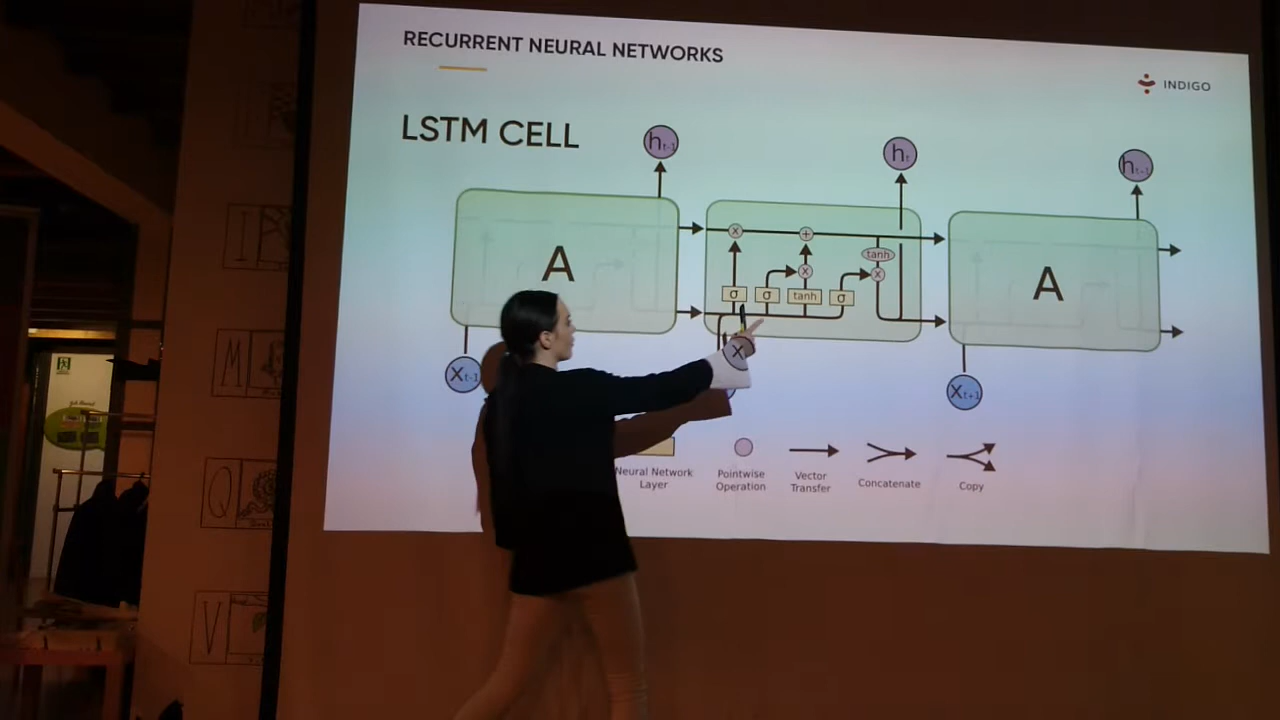 RECURRENT NEURAL NETWORKS
INDIGO
LSTM CELL
ht-1
ht
ht-1
A
A
x
+
tanh
x
x
σ
σ
tanh
σ
x
xt-1
xt+1
Neural Network
Layer
Pointwise
Operation
Vector
Transfer
Concatenate
Copy
I
M
Q
V